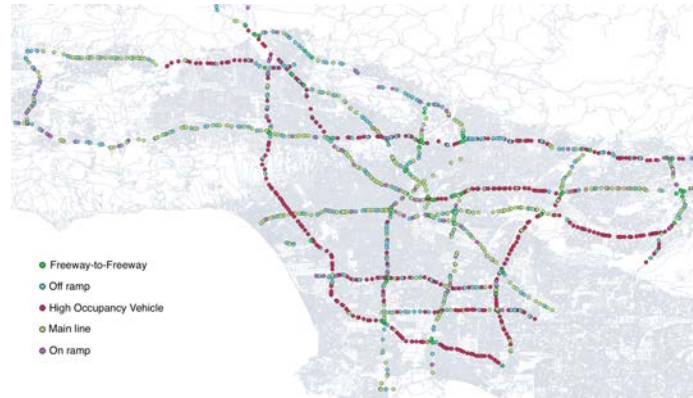 Freeway-to-Freeway
Off ramp
High Occupancy Vehicle
Main line
On ramp